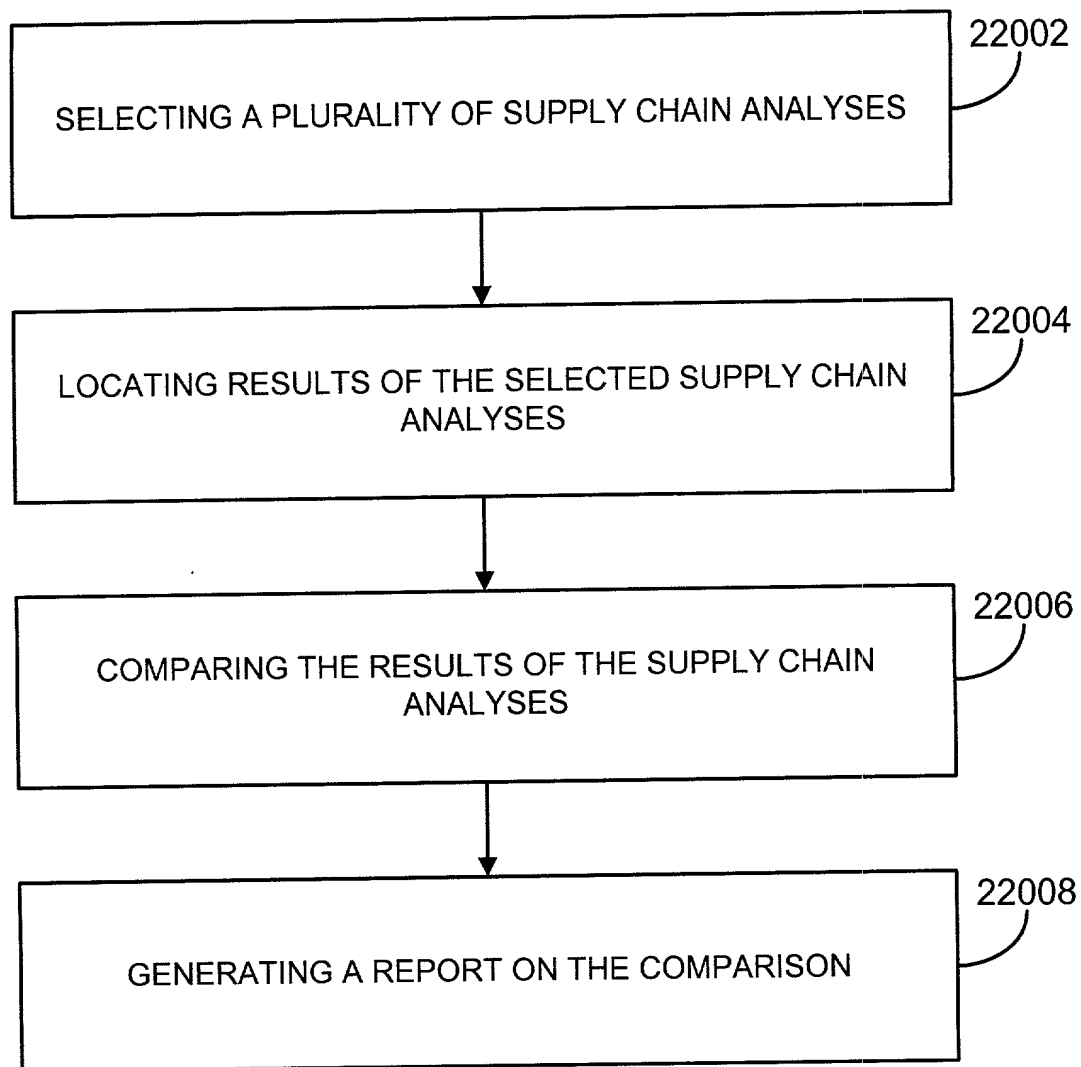 22002
SELECTING A PLURALITY OF SUPPLY CHAIN ANALYSES
22004
LOCATING RESULTS OF THE SELECTED SUPPLY CHAIN
ANALYSES
22006
COMPARING THE RESULTS OF THE SUPPLY CHAIN
ANALYSES
22008
GENERATING A REPORT ON THE COMPARISON